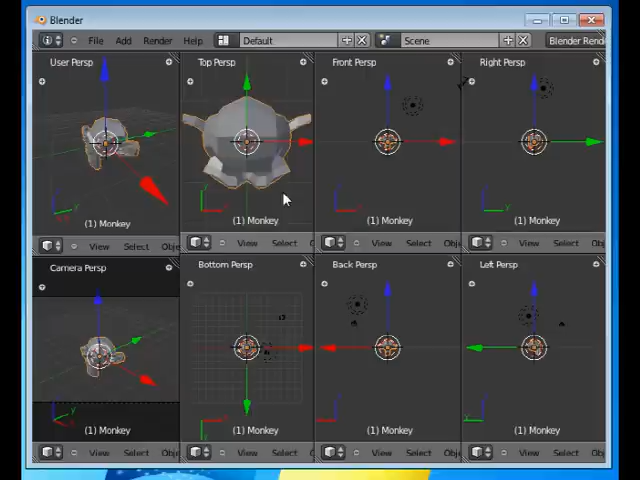 Blender
File Add Render Help Default Scene Blender Rend
User Persp Top Persp Front Persp Right Persp
(1) Monkey (1) Monkey (1) Monkey (1) Monkey
View Select Obj View Select View Select View Select
Camera Persp Bottom Persp Back Persp Left Persp
(1) Monkey (1) Monkey (1) Monkey (1) Monkey
View Select Obj View Select View Select View Select